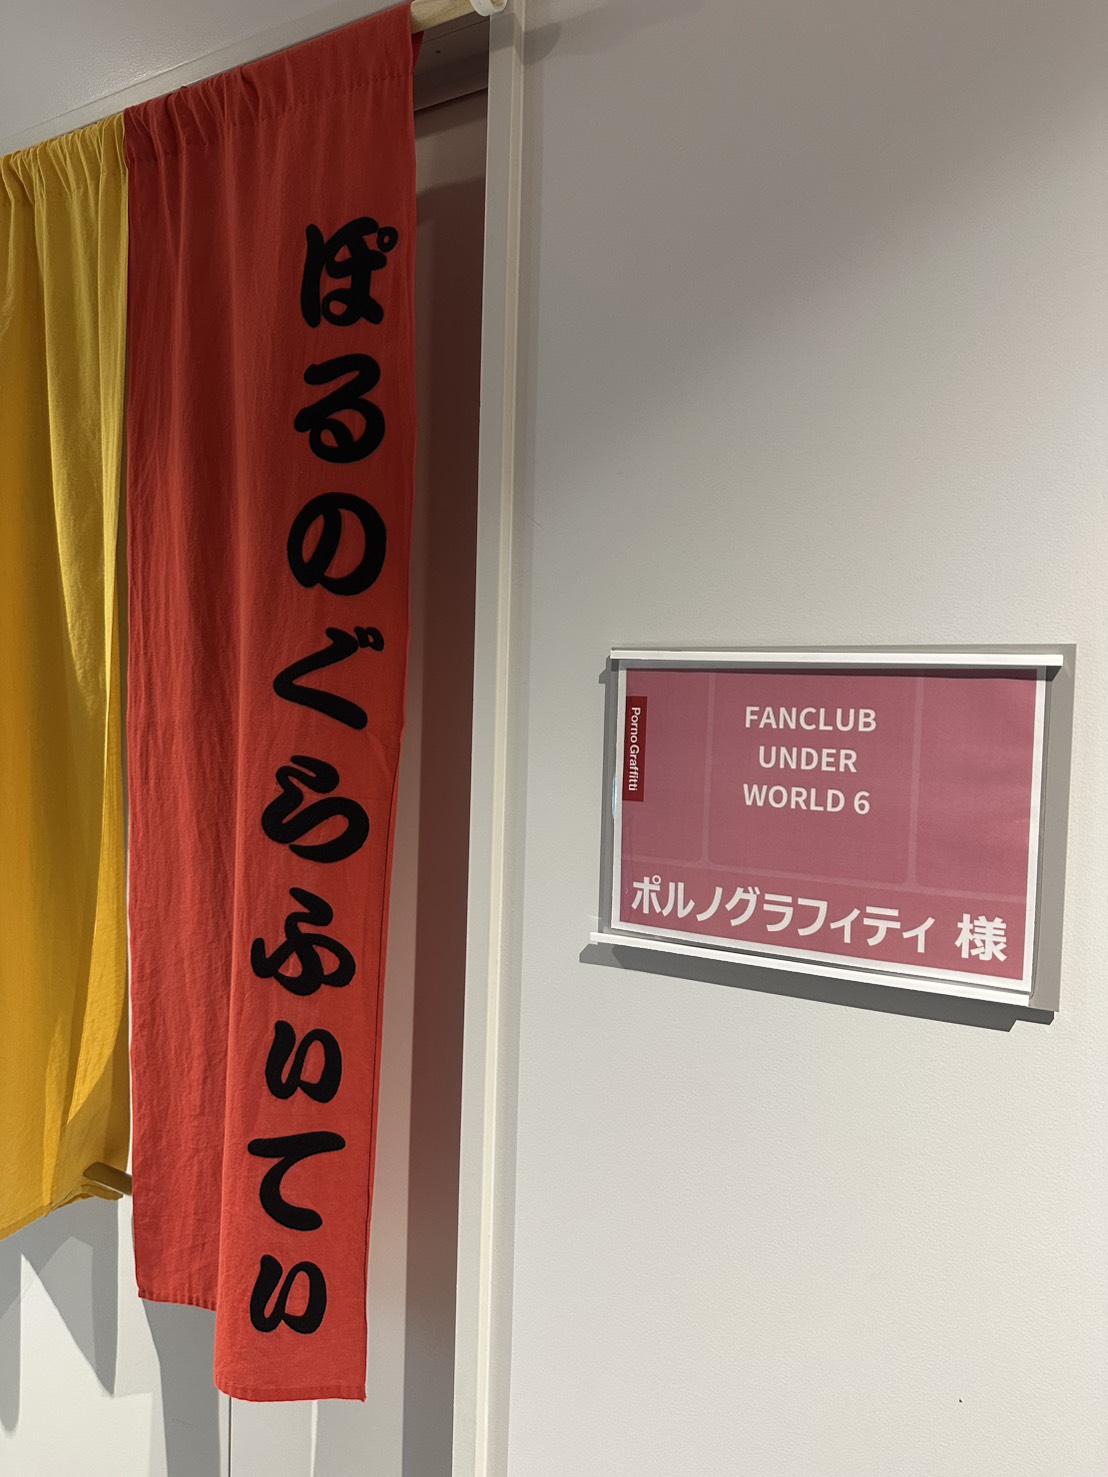 ぽるのぐらふぃてぃ
PornoGraffitti
FANCLUB
UNDER
WORLD 6
ポルノグラフィティ 様